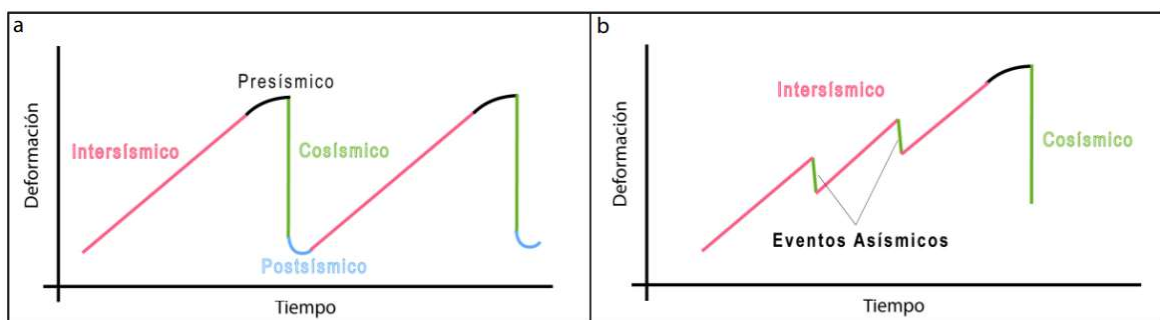 a
Presísmico
Intersísmico
Cosísmico
Postsísmico
Deformación
Tiempo
b
Intersísmico
Cosísmico
Eventos Asísmicos
Deformación
Tiempo